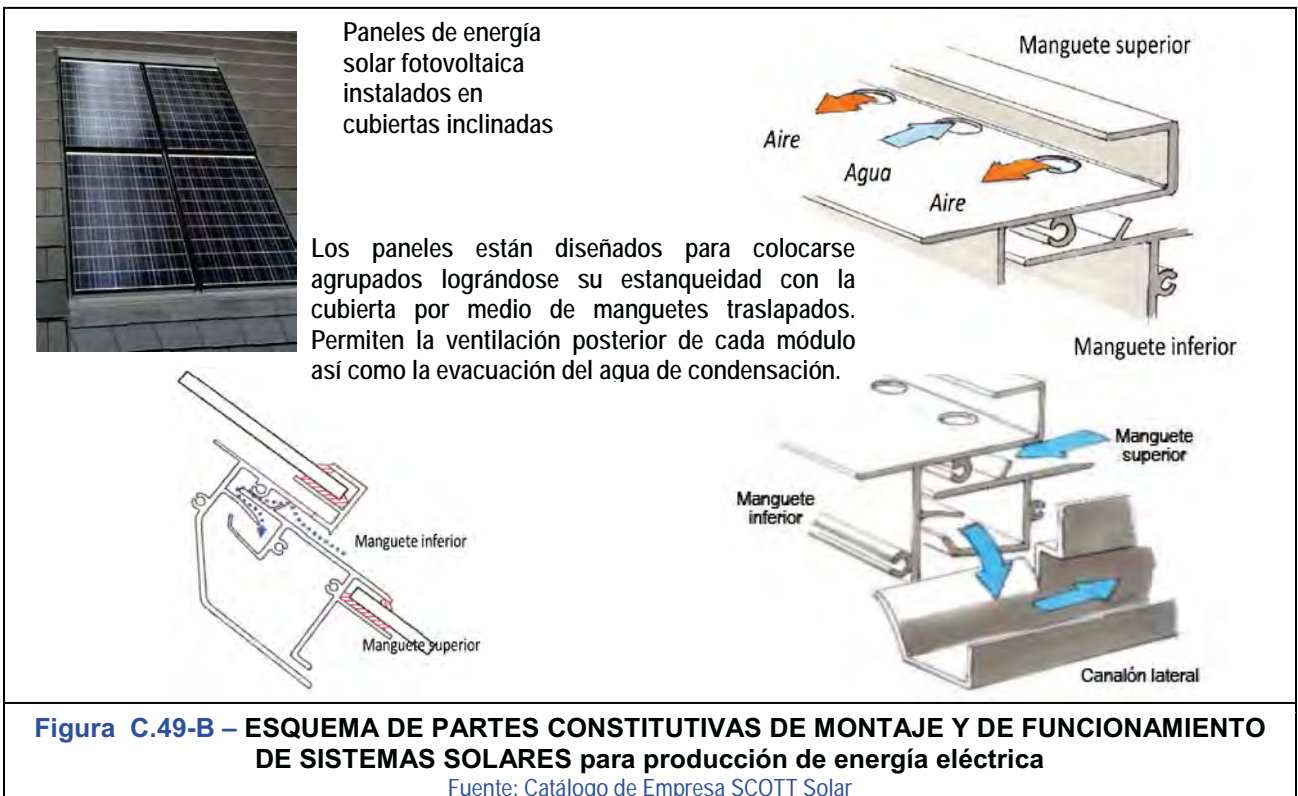 Paneles de energía
solar fotovoltaica
instalados en
cubiertas inclinadas
Manguete superior
Aire
Agua
Aire
Manguete inferior
Los paneles están diseñados para colocarse
agrupados lográndose su estanqueidad con la
cubierta por medio de manguetes traslapados.
Permiten la ventilación posterior de cada módulo
así como la evacuación del agua de condensación.
Manguete inferior
Manguete superior
Manguete
superior
Manguete
inferior
Canalón lateral
Figura C.49-B – ESQUEMA DE PARTES CONSTITUTIVAS DE MONTAJE Y DE FUNCIONAMIENTO
DE SISTEMAS SOLARES para producción de energía eléctrica
Fuente: Catálogo de Empresa SCOTT Solar